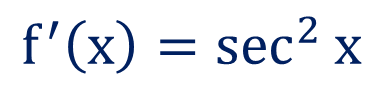 f′(x) = sec² x